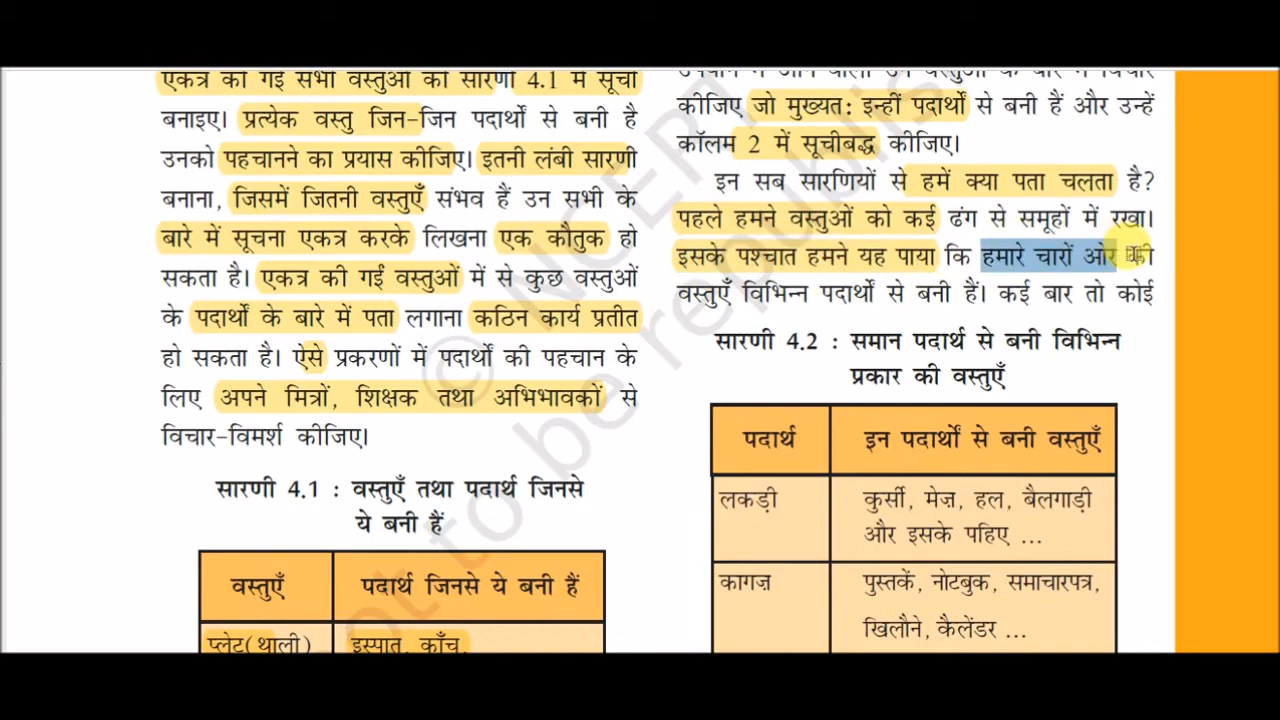 एकत्र की गई सभी वस्तुओं की सारणी 4.1 में सूची
बनाइए। प्रत्येक वस्तु जिन-जिन पदार्थों से बनी है
उनको पहचानने का प्रयास कीजिए। इतनी लंबी सारणी
बनाना, जिसमें जितनी वस्तुएँ संभव हैं उन सभी के
बारे में सूचना एकत्र करके लिखना एक कौतुक हो
सकता है। एकत्र की गईं वस्तुओं में से कुछ वस्तुओं
के पदार्थों के बारे में पता लगाना कठिन कार्य प्रतीत
हो सकता है। ऐसे प्रकरणों में पदार्थों की पहचान के
लिए अपने मित्रों, शिक्षक तथा अभिभावकों से
विचार-विमर्श कीजिए।
सारणी 4.1 : वस्तुएँ तथा पदार्थ जिनसे
ये बनी हैं
वस्तुएँ पदार्थ जिनसे ये बनी हैं
प्लेट(थाली) इस्पात, काँच,
कीजिए जो मुख्यत: इन्हीं पदार्थों से बनी हैं और उन्हें
कॉलम 2 में सूचीबद्ध कीजिए।
इन सब सारणियों से हमें क्या पता चलता है?
पहले हमने वस्तुओं को कई ढंग से समूहों में रखा।
इसके पश्चात हमने यह पाया कि हमारे चारों ओर की
वस्तुएँ विभिन्न पदार्थों से बनी हैं। कई बार तो कोई
सारणी 4.2 : समान पदार्थ से बनी विभिन्न
प्रकार की वस्तुएँ
पदार्थ इन पदार्थों से बनी वस्तुएँ
लकड़ी कुर्सी, मेज़, हल, बैलगाड़ी
और इसके पहिए ...
कागज़ पुस्तकें, नोटबुक, समाचारपत्र,
खिलौने, कैलेंडर ...
© NCERT
not to be republis